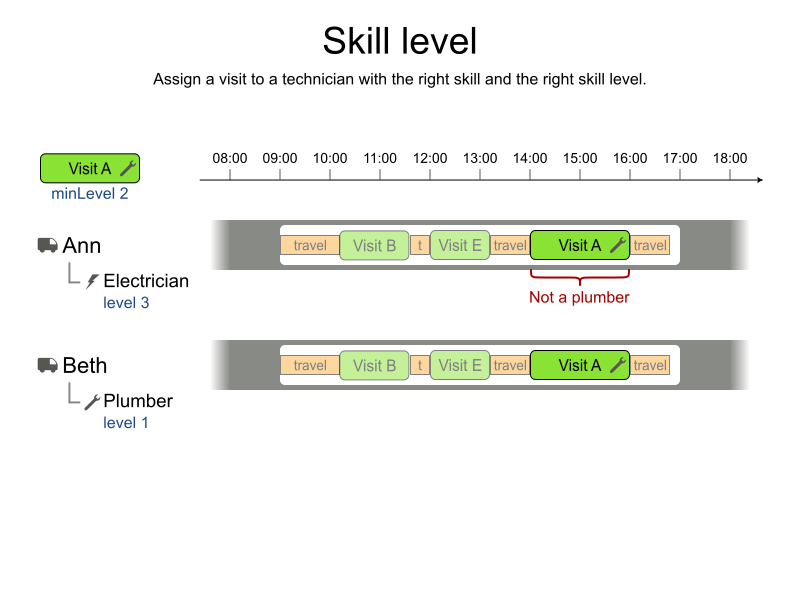 Skill level
Assign a visit to a technician with the right skill and the right skill level.
Visit A
minLevel 2
08:00 09:00 10:00 11:00 12:00 13:00 14:00 15:00 16:00 17:00 18:00
Ann
Electrician
level 3
travel Visit B t Visit E travel Visit A travel
Not a plumber
Beth
Plumber
level 1
travel Visit B t Visit E travel Visit A travel